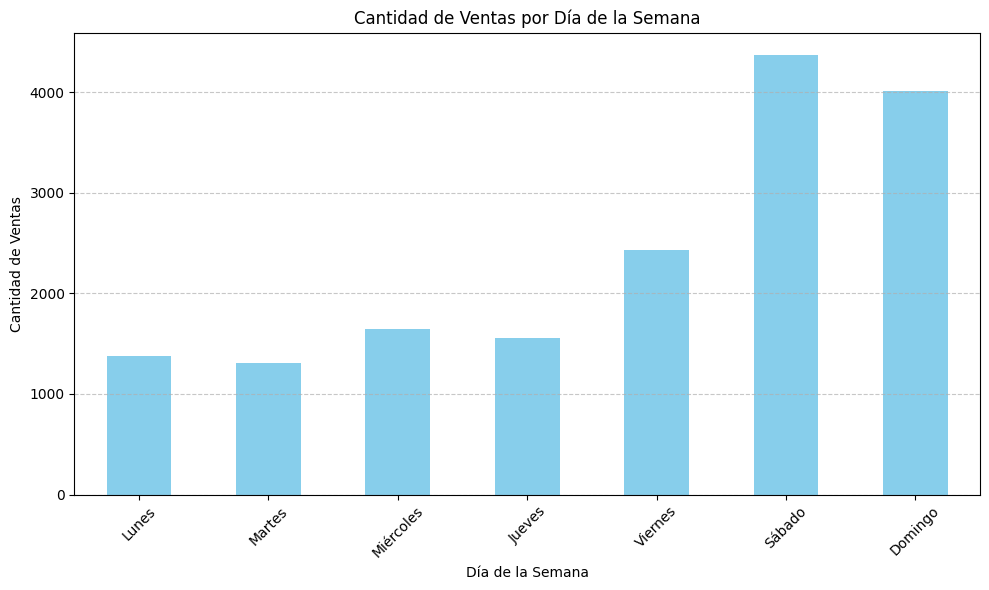 Cantidad de Ventas por Día de la Semana
Cantidad de Ventas
4000
3000
2000
1000
0
Lunes
Martes
Miércoles
Jueves
Viernes
Sábado
Domingo
Día de la Semana